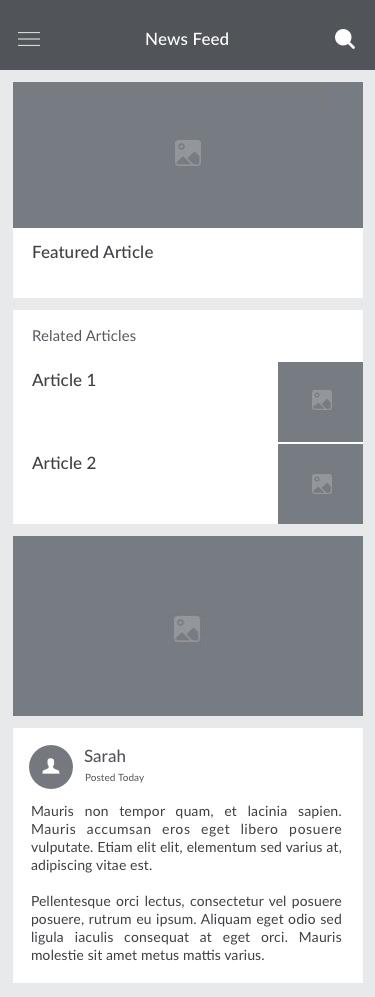 News Feed
Featured Article
Related Articles
Article 1
Article 2
Sarah
Posted Today
Mauris non tempor quam, et lacinia sapien.
Mauris accumsan eros eget libero posuere
vulputate. Etiam elit elit, elementum sed varius at,
adipiscing vitae est.
Pellentesque orci lectus, consectetur vel posuere
posuere, rutrum eu ipsum. Aliquam eget odio sed
ligula iaculis consequat at eget orci. Mauris
molestie sit amet metus mattis varius.